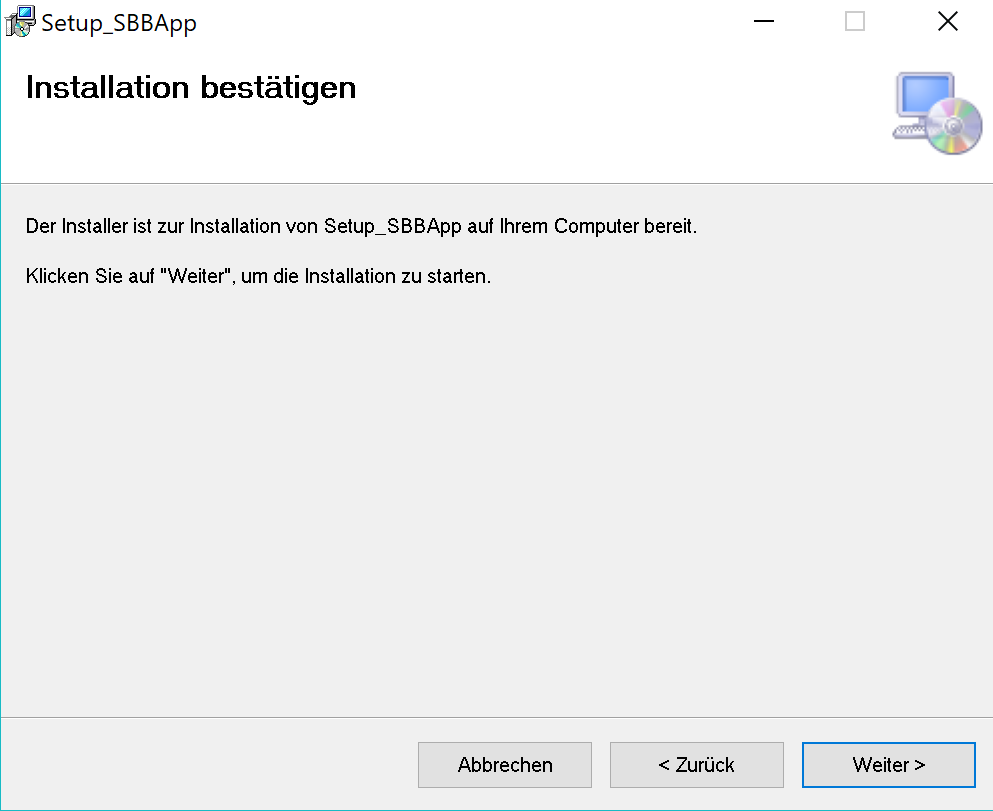 Setup_SBBApp
Installation bestätigen
Der Installer ist zur Installation von Setup_SBBApp auf Ihrem Computer bereit.
Klicken Sie auf "Weiter", um die Installation zu starten.
Abbrechen
< Zurück
Weiter >